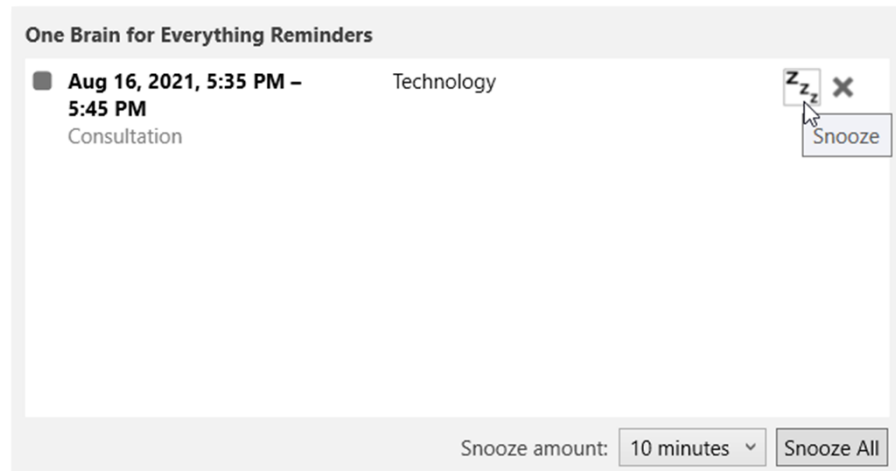 One Brain for Everything Reminders
Aug 16, 2021, 5:35 PM – Technology
5:45 PM
Consultation
zzz
Snooze
Snooze amount: 10 minutes Snooze All